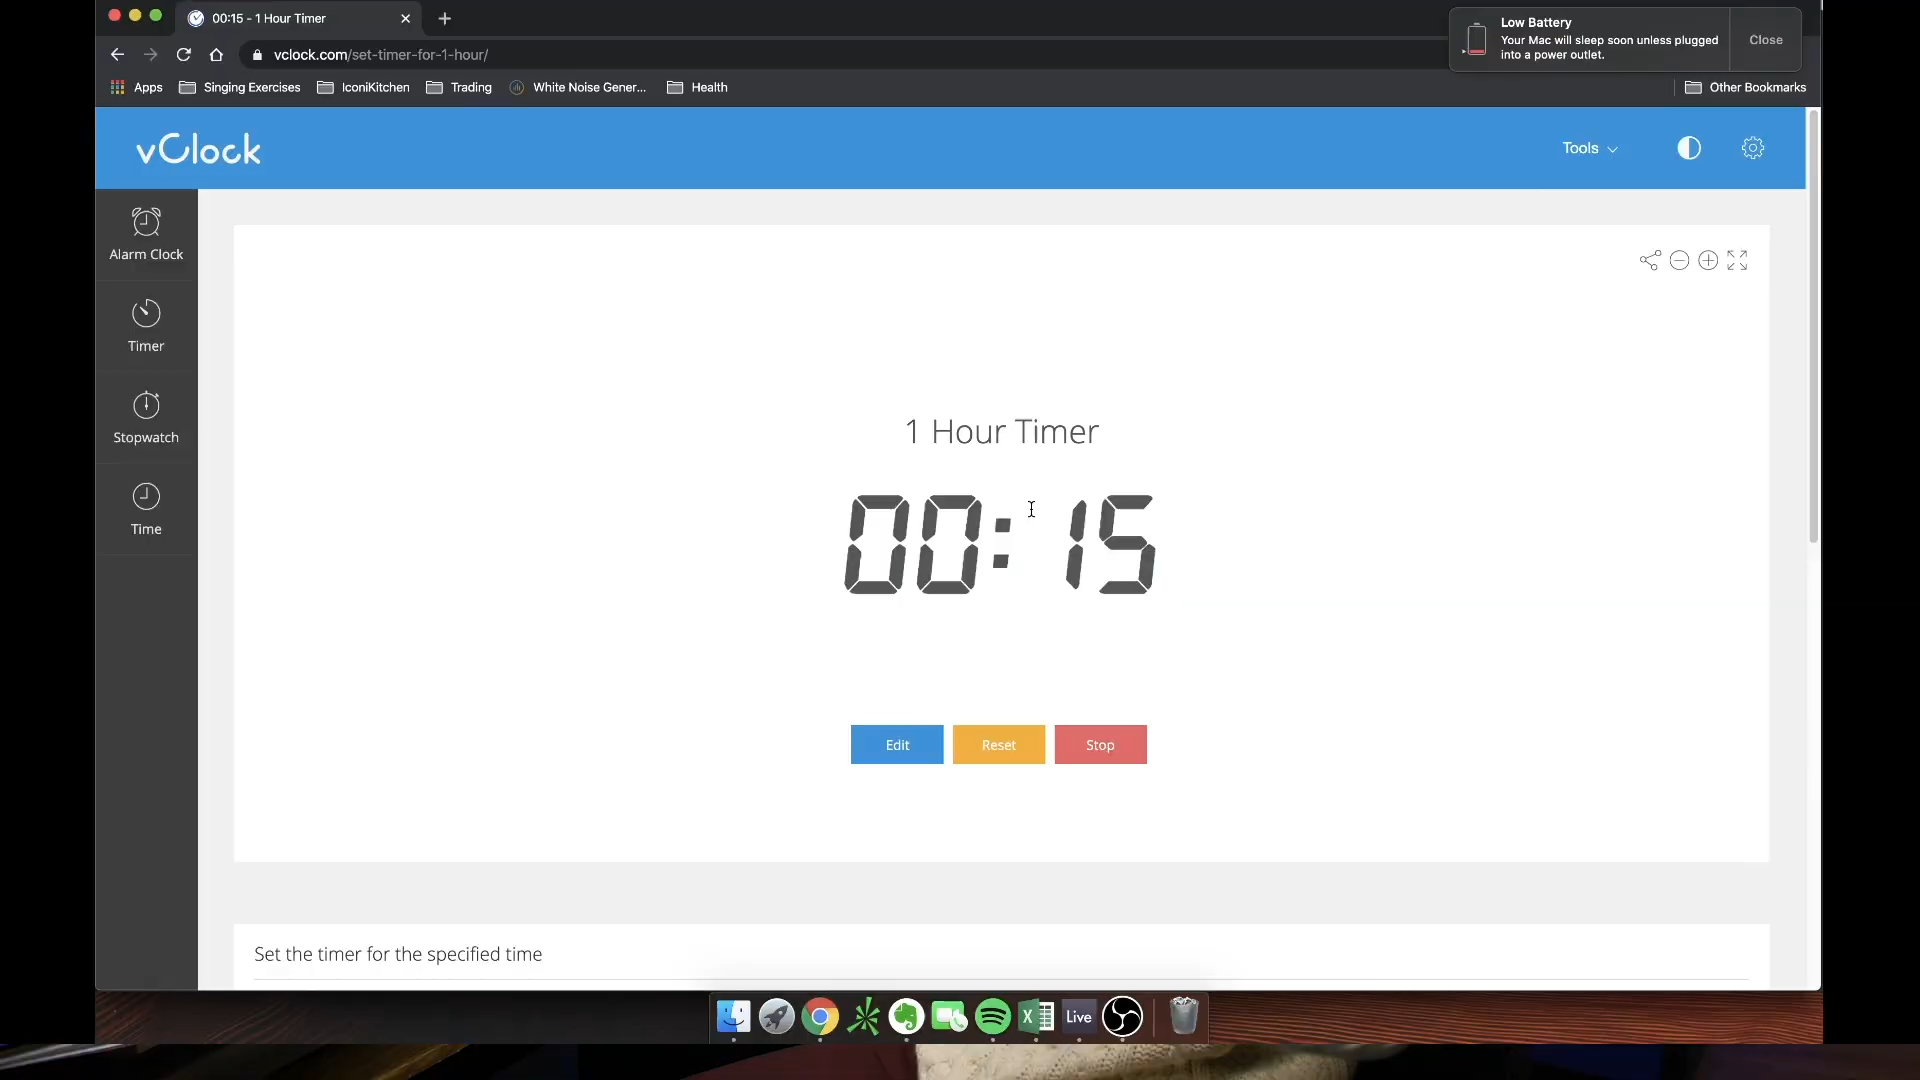 00:15 - 1 Hour Timer
Low Battery
Your Mac will sleep soon unless plugged
into a power outlet.
Close
vclock.com/set-timer-for-1-hour/
Apps
Singing Exercises
IconiKitchen
Trading
White Noise Gener...
Health
Other Bookmarks
vClock
Tools
Alarm Clock
Timer
Stopwatch
Time
1 Hour Timer
00:15
Edit
Reset
Stop
Set the timer for the specified time
Live